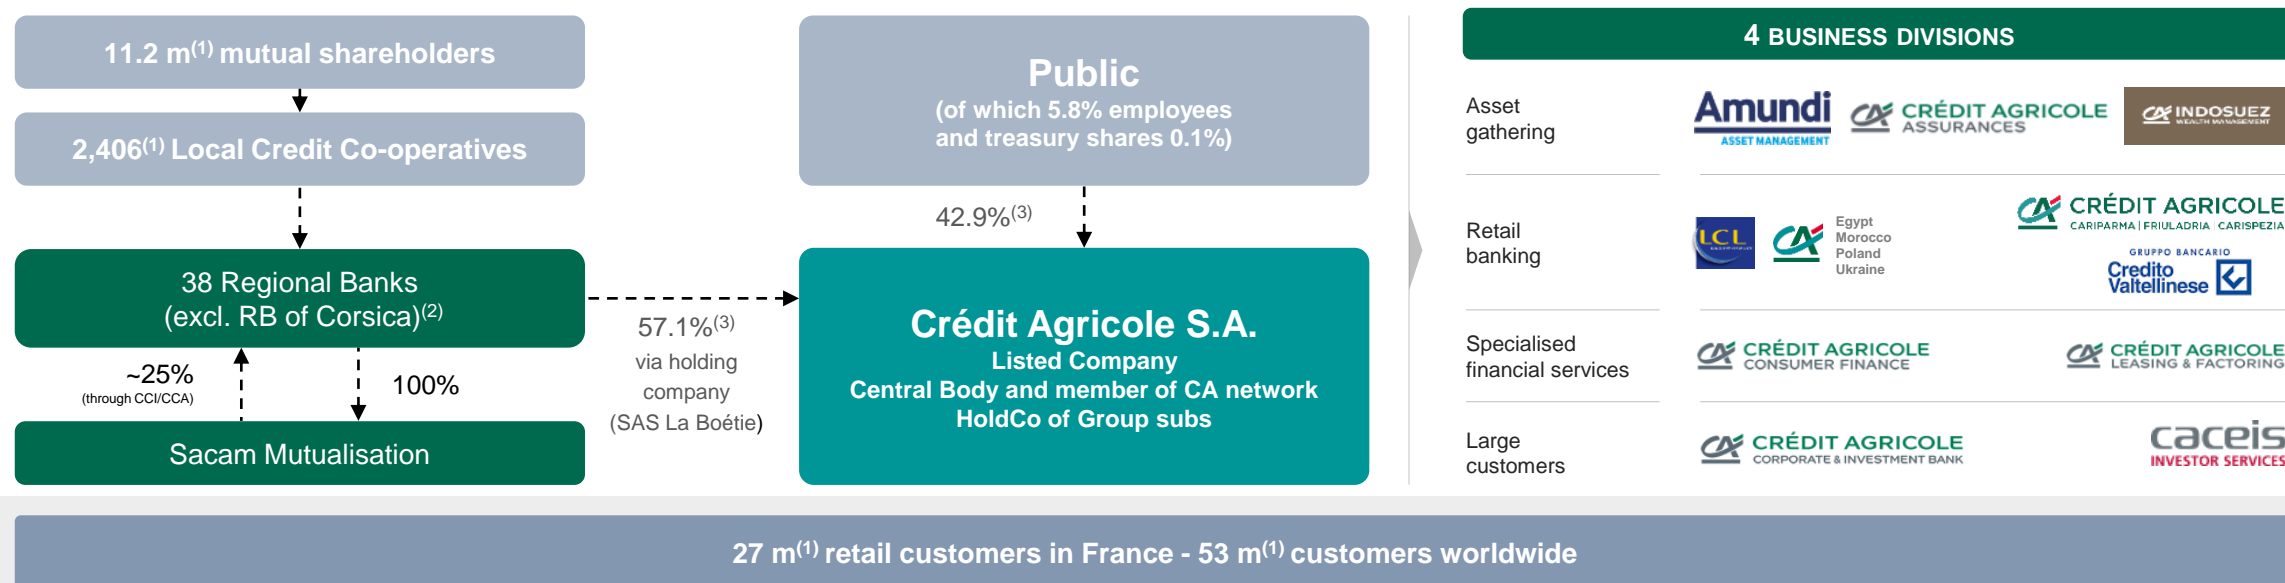 11.2 m(1) mutual shareholders
2,406(1) Local Credit Co-operatives
38 Regional Banks
(excl. RB of Corsica)(2)
~25%
(through CCI/CCA)
100%
Sacam Mutualisation
57.1%(3)
via holding
company
(SAS La Boétie)
Public
(of which 5.8% employees
and treasury shares 0.1%)
42.9%(3)
Crédit Agricole S.A.
Listed Company
Central Body and member of CA network
HoldCo of Group subs
4 BUSINESS DIVISIONS
Asset
gathering
Amundi
ASSET MANAGEMENT
CRÉDIT AGRICOLE
ASSURANCES
INDOSUEZ
WEALTH MANAGEMENT
Retail
banking
LCL
Egypt
Morocco
Poland
Ukraine
CRÉDIT AGRICOLE
CARIPARMA | FRIULADRIA | CARISPEZIA
GRUPPO BANCARIO
Credito
Valtellinese
Specialised
financial services
CRÉDIT AGRICOLE
CONSUMER FINANCE
CRÉDIT AGRICOLE
LEASING & FACTORING
Large
customers
CRÉDIT AGRICOLE
CORPORATE & INVESTMENT BANK
caceis
INVESTOR SERVICES
27 m(1) retail customers in France - 53 m(1) customers worldwide